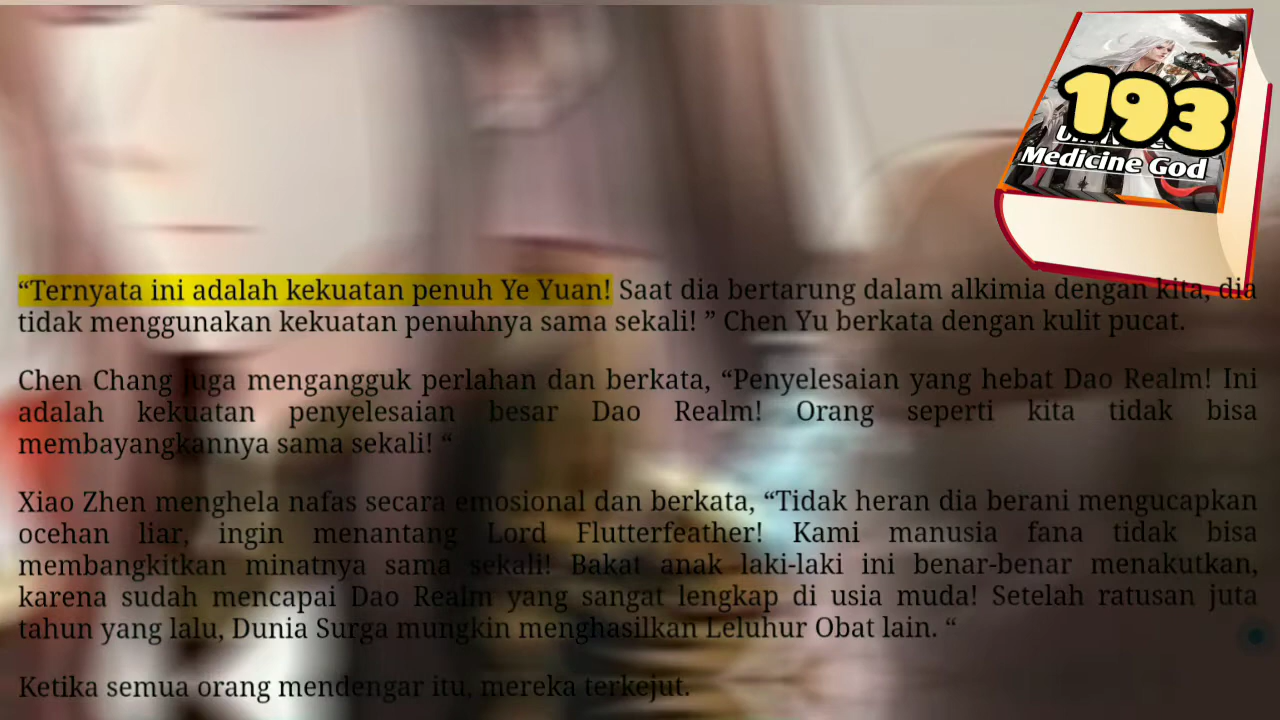 193
Medicine God
“Ternyata ini adalah kekuatan penuh Ye Yuan! Saat dia bertarung dalam alkimia dengan kita, dia
tidak menggunakan kekuatan penuhnya sama sekali! ” Chen Yu berkata dengan kulit pucat.
Chen Chang juga mengangguk perlahan dan berkata, “Penyelesaian yang hebat Dao Realm! Ini
adalah kekuatan penyelesaian besar Dao Realm! Orang seperti kita tidak bisa
membayangkannya sama sekali! “
Xiao Zhen menghela nafas secara emosional dan berkata, “Tidak heran dia berani mengucapkan
ocehan liar, ingin menantang Lord Flutterfeather! Kami manusia fana tidak bisa
membangkitkan minatnya sama sekali! Bakat anak laki-laki ini benar-benar menakutkan,
karena sudah mencapai Dao Realm yang sangat lengkap di usia muda! Setelah ratusan juta
tahun yang lalu, Dunia Surga mungkin menghasilkan Leluhur Obat lain. “
Ketika semua orang mendengar itu, mereka terkejut.